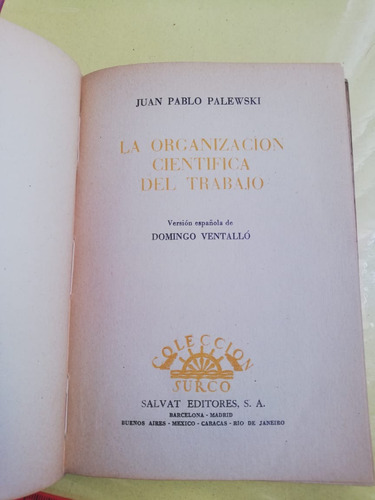 JUAN PABLO PALEWSKI
LA ORGANIZACION
CIENTIFICA
DEL TRABAJO
Versión española de
DOMINGO VENTALLÓ
COLECCION
SURCO
SALVAT EDITORES, S. A.
BARCELONA - MADRID
BUENOS AIRES - MEXICO - CARACAS - RIO DE JANEIRO